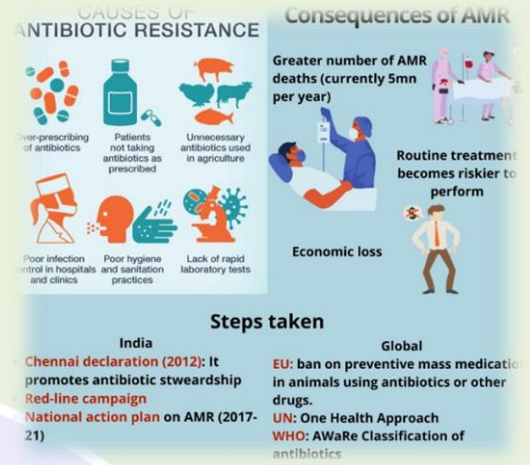 CAUSES OF
ANTIBIOTIC RESISTANCE
Over-prescribing
of antibiotics
Patients
not taking
antibiotics as
prescribed
Unnecessary
antibiotics used
in agriculture
Poor infection
control in hospitals
and clinics
Poor hygiene
and sanitation
practices
Lack of rapid
laboratory tests
Consequences of AMR
Greater number of AMR
deaths (currently 5mn
per year)
Routine treatment
becomes riskier to
perform
Economic loss
Steps taken
India
Chennai declaration (2012): It
promotes antibiotic stweardship
Red-line campaign
National action plan on AMR (2017-
21)
Global
EU: ban on preventive mass medication
in animals using antibiotics or other
drugs.
UN: One Health Approach
WHO: AWaRe Classification of
antibiotics